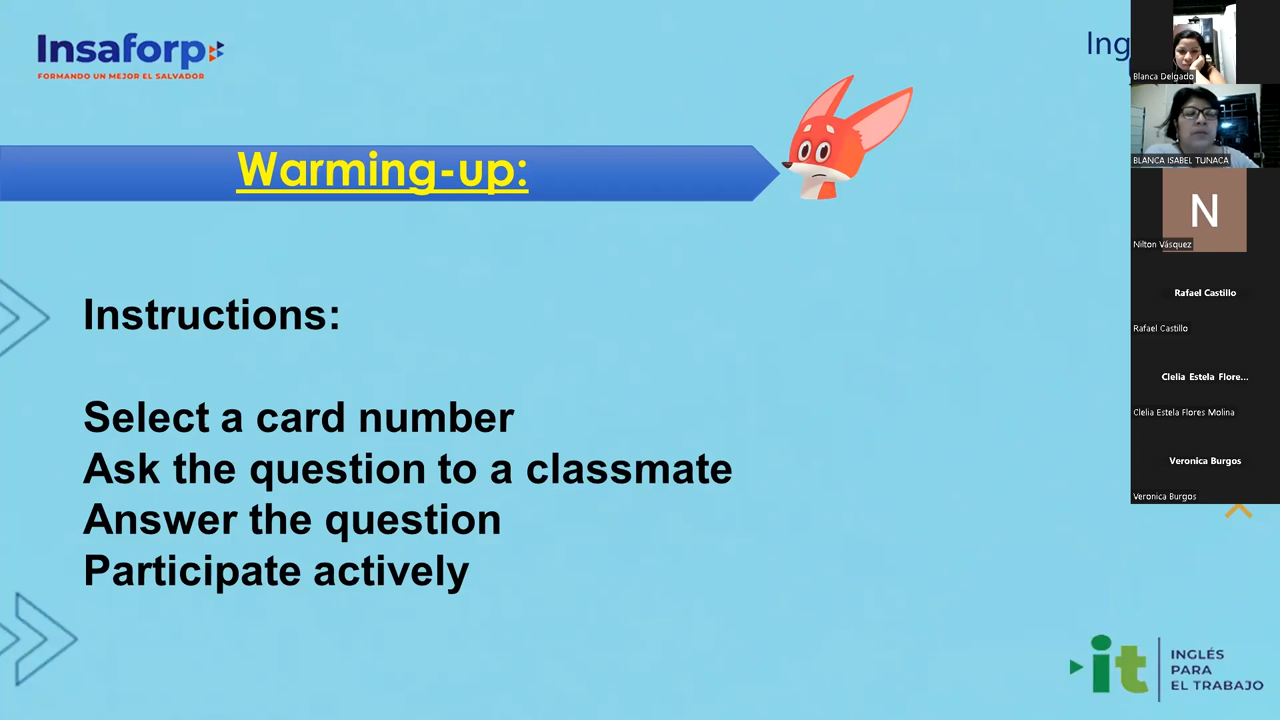 Insaforp
FORMANDO UN MEJOR EL SALVADOR
Ing
Warming-up:
Instructions:
Select a card number
Ask the question to a classmate
Answer the question
Participate actively
Blanca Delgado
BLANCA ISABEL TUNACA
N
Nilton Vásquez
Rafael Castillo
Rafael Castillo
Clelia Estela Flore...
Clelia Estela Flores Molina
Veronica Burgos
Veronica Burgos
it
INGLÉS
PARA
EL TRABAJO